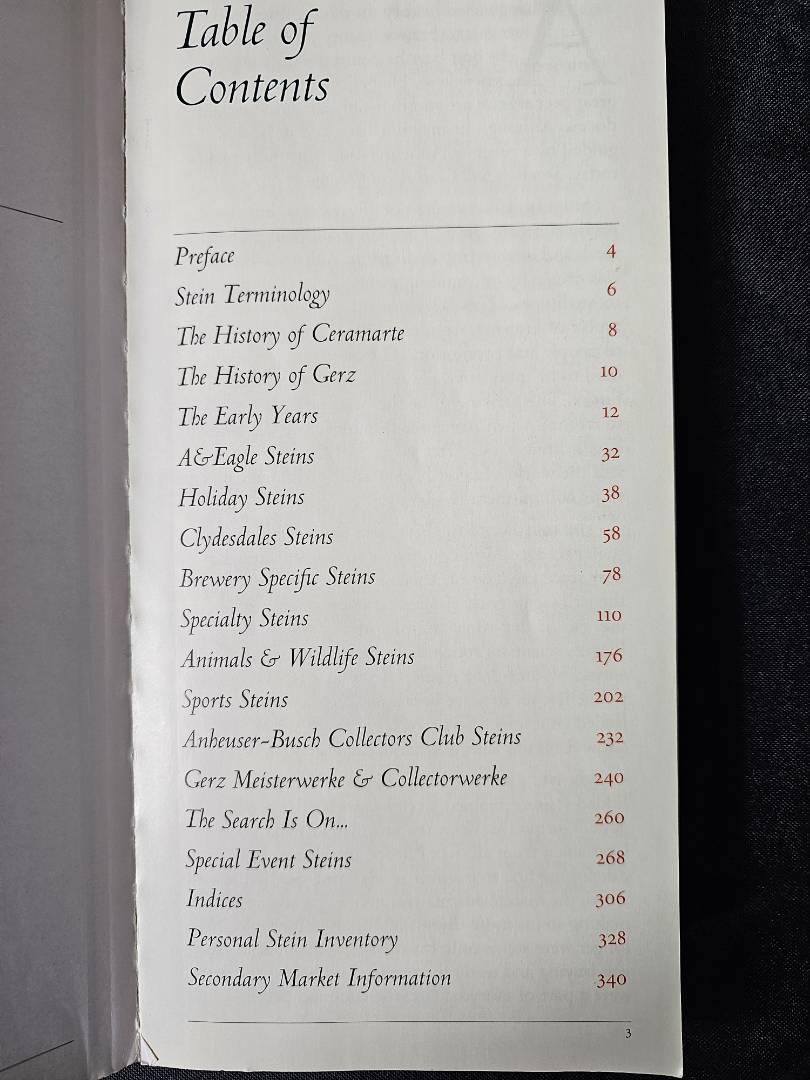 Table of
Contents
Preface 4
Stein Terminology 6
The History of Ceramarte 8
The History of Gerz 10
The Early Years 12
A&Eagle Steins 32
Holiday Steins 38
Clydesdales Steins 58
Brewery Specific Steins 78
Specialty Steins 110
Animals & Wildlife Steins 176
Sports Steins 202
Anheuser-Busch Collectors Club Steins 232
Gerz Meisterwerke & Collectorwerke 240
The Search Is On... 260
Special Event Steins 268
Indices 306
Personal Stein Inventory 328
Secondary Market Information 340
3